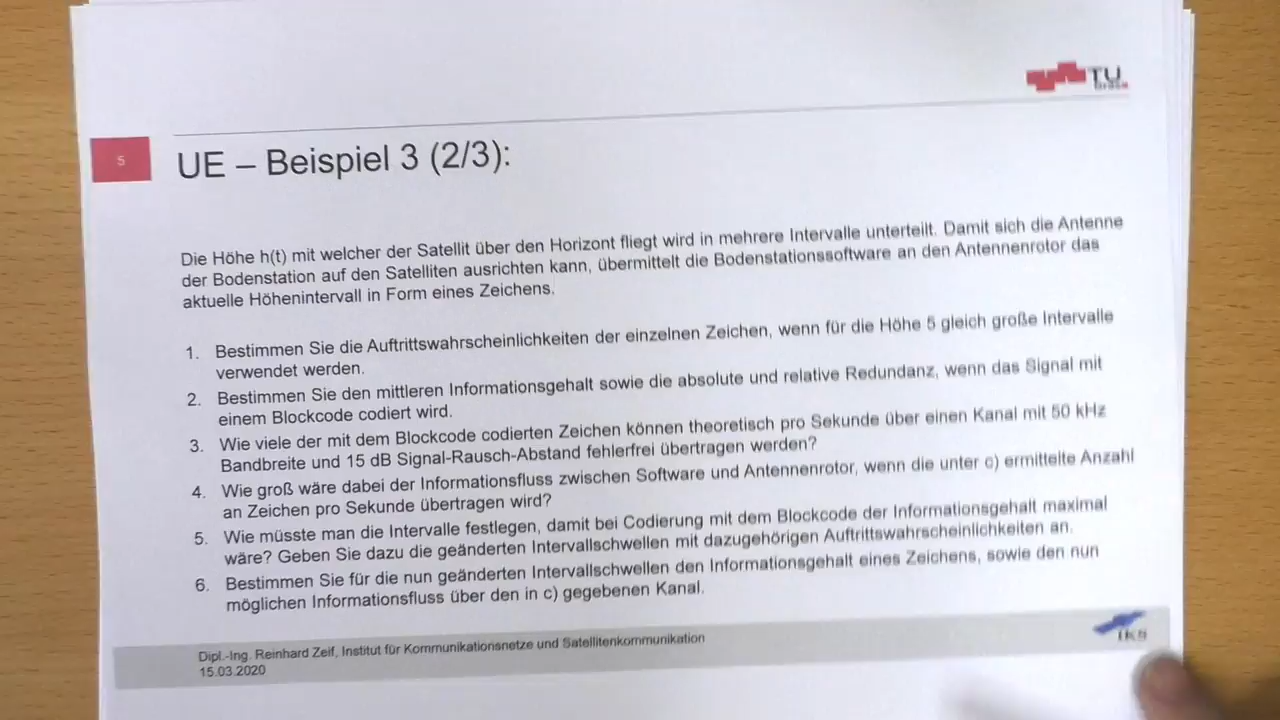 TU
Graz
5
UE – Beispiel 3 (2/3):
Die Höhe h(t) mit welcher der Satellit über den Horizont fliegt wird in mehrere Intervalle unterteilt. Damit sich die Antenne
der Bodenstation auf den Satelliten ausrichten kann, übermittelt die Bodenstationssoftware an den Antennenrotor das
aktuelle Höhenintervall in Form eines Zeichens.
1. Bestimmen Sie die Auftrittswahrscheinlichkeiten der einzelnen Zeichen, wenn für die Höhe 5 gleich große Intervalle
verwendet werden.
2. Bestimmen Sie den mittleren Informationsgehalt sowie die absolute und relative Redundanz, wenn das Signal mit
einem Blockcode codiert wird.
3. Wie viele der mit dem Blockcode codierten Zeichen können theoretisch pro Sekunde über einen Kanal mit 50 kHz
Bandbreite und 15 dB Signal-Rausch-Abstand fehlerfrei übertragen werden?
4. Wie groß wäre dabei der Informationsfluss zwischen Software und Antennenrotor, wenn die unter c) ermittelte Anzahl
an Zeichen pro Sekunde übertragen wird?
5. Wie müsste man die Intervalle festlegen, damit bei Codierung mit dem Blockcode der Informationsgehalt maximal
wäre? Geben Sie dazu die geänderten Intervallschwellen mit dazugehörigen Auftrittswahrscheinlichkeiten an.
6. Bestimmen Sie für die nun geänderten Intervallschwellen den Informationsgehalt eines Zeichens, sowie den nun
möglichen Informationsfluss über den in c) gegebenen Kanal.
Dipl.-Ing. Reinhard Zeif, Institut für Kommunikationsnetze und Satellitenkommunikation
15.03.2020
IKS